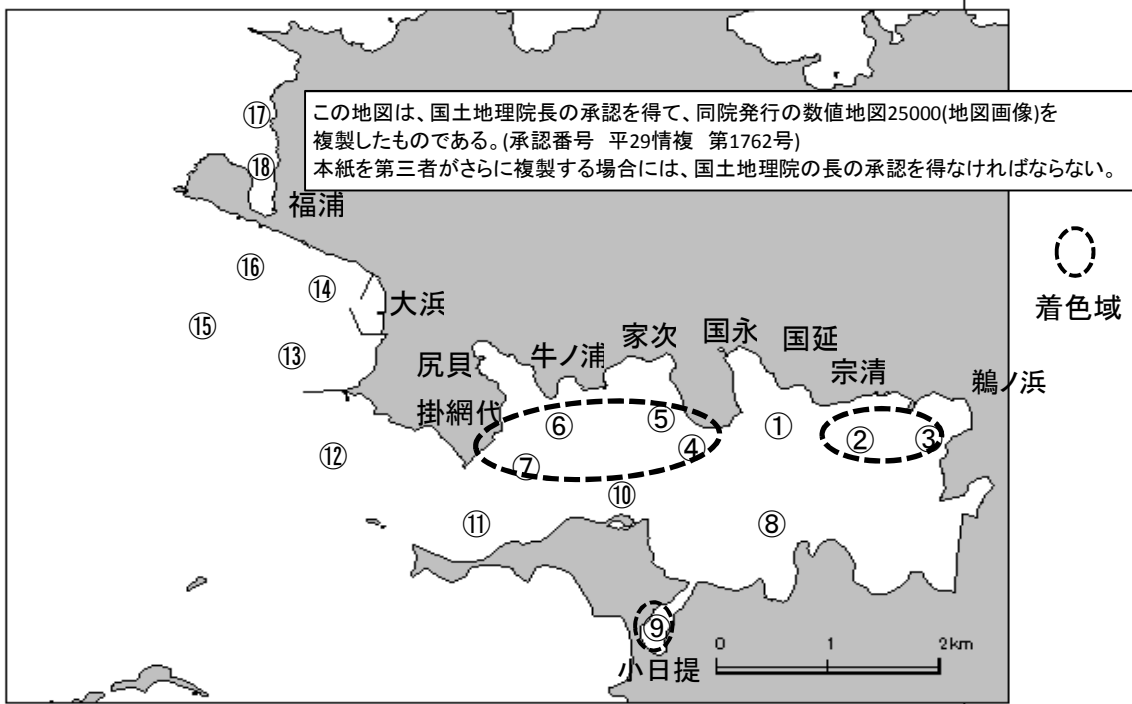 ⑰
この地図は、国土地理院長の承認を得て、同院発行の数値地図25000(地図画像)を
複製したものである。(承認番号 平29情複 第1762号)
本紙を第三者がさらに複製する場合には、国土地理院の長の承認を得なければならない。
⑱
福浦
⑯
⑭
大浜
着色域
⑮
⑬
家次
国永
国延
尻貝
牛ノ浦
宗清
鵜ノ浜
掛網代
⑥
⑤
①
②
③
④
⑫
⑦
⑩
⑪
⑧
⑨
小日提
0 1 2km